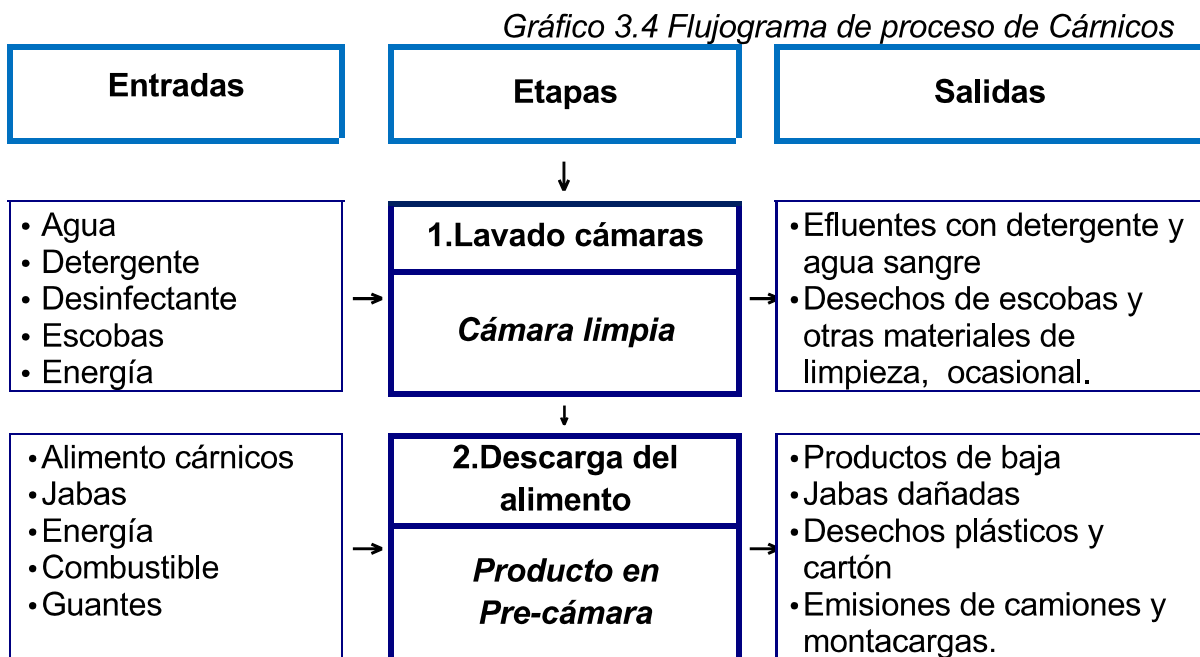 Gráfico 3.4 Flujograma de proceso de Cárnicos
Entradas
Etapas
Salidas
• Agua
• Detergente
• Desinfectante
• Escobas
• Energía
1.Lavado cámaras
Cámara limpia
• Efluentes con detergente y
agua sangre
• Desechos de escobas y
otras materiales de
limpieza, ocasional.
• Alimento cárnicos
• Jabas
• Energía
• Combustible
• Guantes
2.Descarga del
alimento
Producto en
Pre-cámara
• Productos de baja
• Jabas dañadas
• Desechos plásticos y
cartón
• Emisiones de camiones y
montacargas.